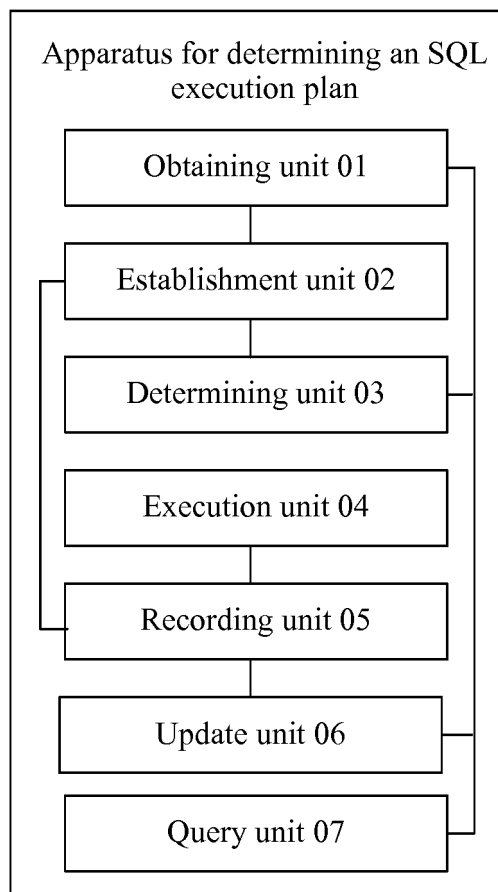 Apparatus for determining an SQL
execution plan
Obtaining unit 01
Establishment unit 02
Determining unit 03
Execution unit 04
Recording unit 05
Update unit 06
Query unit 07